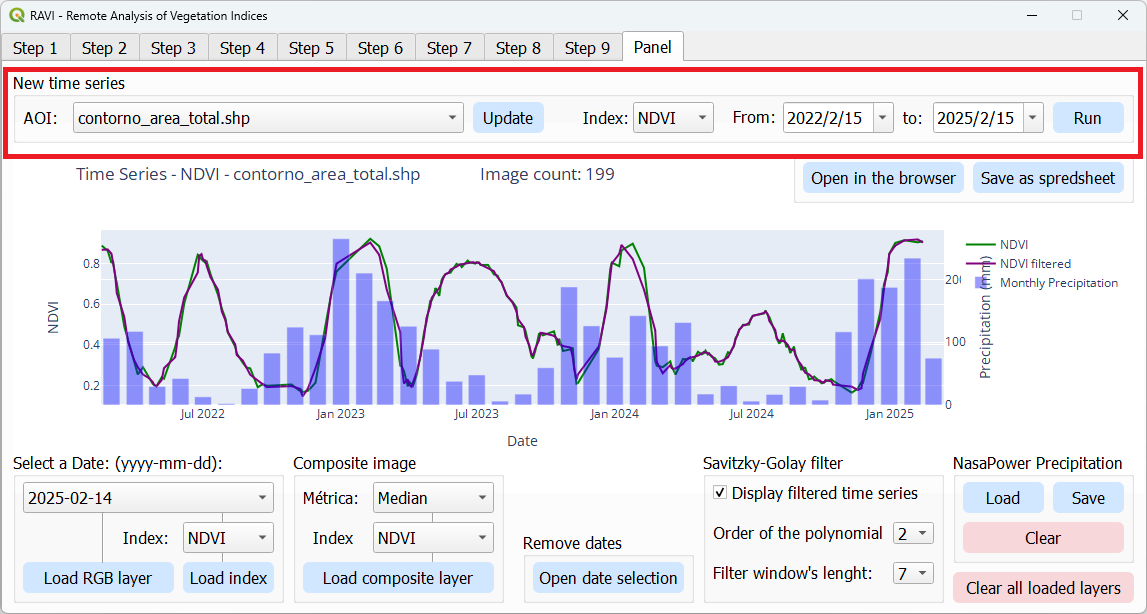 RAVI - Remote Analysis of Vegetation Indices
Step 1 Step 2 Step 3 Step 4 Step 5 Step 6 Step 7 Step 8 Step 9 Panel
New time series
AOI: contorno_area_total.shp Update Index: NDVI From: 2022/2/15 to: 2025/2/15 Run
Time Series - NDVI - contorno_area_total.shp Image count: 199 Open in the browser Save as spredsheet
NDVI
NDVI filtered
Monthly Precipitation
0.8
0.6
0.4
0.2
NDVI
20
100
0
Precipitation (mm)
Jul 2022 Jan 2023 Jul 2023 Jan 2024 Jul 2024 Jan 2025
Date
Select a Date: (yyyy-mm-dd):
2025-02-14
Index: NDVI
Load RGB layer Load index
Composite image
Métrica: Median
Index NDVI
Load composite layer
Remove dates
Open date selection
Savitzky-Golay filter
Display filtered time series
Order of the polynomial 2
Filter window's lenght: 7
NasaPower Precipitation
Load Save
Clear
Clear all loaded layers